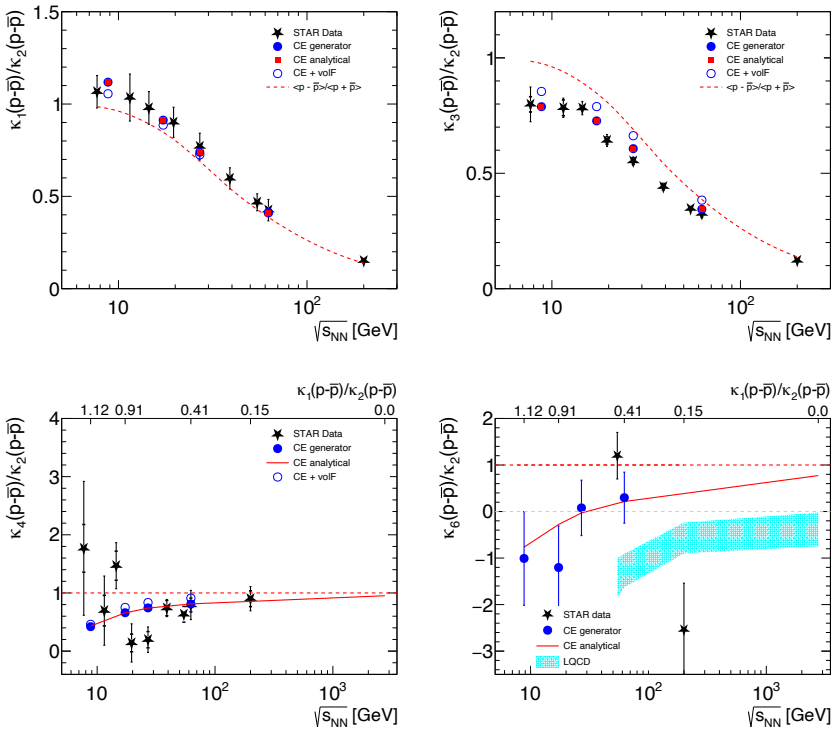 κ₁(p-p̅)/κ₂(p-p̅)
1.5
1
0.5
0
10
10²
√s_NN [GeV]
STAR Data
CE generator
CE analytical
CE + volF
<p - p̅>/<p + p̅>
κ₃(p-p̅)/κ₂(p-p̅)
1
0.5
0
10
10²
√s_NN [GeV]
STAR Data
CE generator
CE analytical
CE + volF
<p - p̅>/<p + p̅>
κ₁(p-p̅)/κ₂(p-p̅)
1.12 0.91 0.41 0.15 0.0
κ₄(p-p̅)/κ₂(p-p̅)
4
3
2
1
0
STAR Data
CE generator
CE analytical
CE + volF
10 10² 10³
√s_NN [GeV]
κ₁(p-p̅)/κ₂(p-p̅)
1.12 0.91 0.41 0.15 0.0
κ₆(p-p̅)/κ₂(p-p̅)
2
1
0
−1
−2
−3
STAR data
CE generator
CE analytical
LQCD
10 10² 10³
√s_NN [GeV]